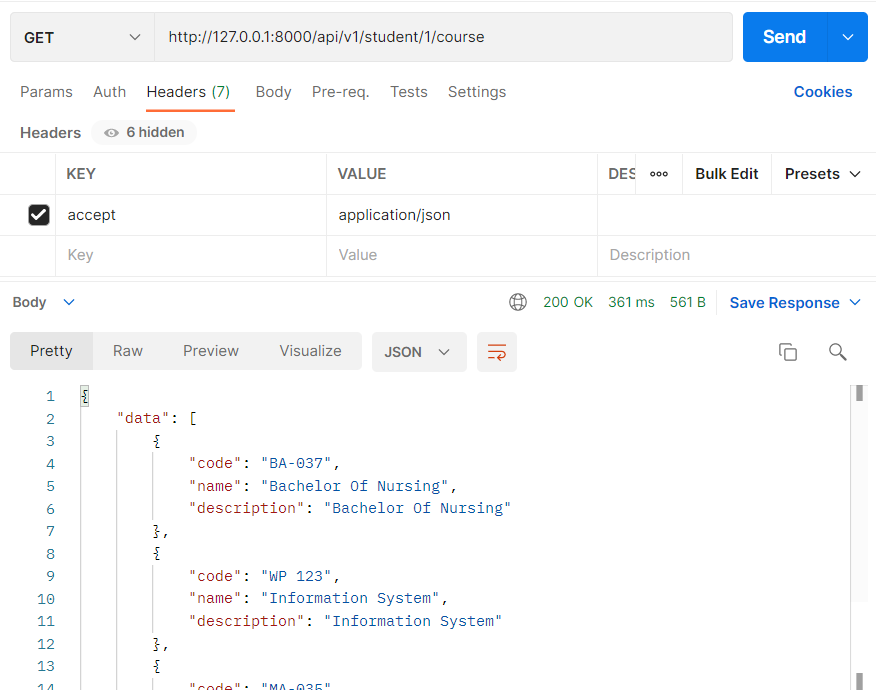 GET http://127.0.0.1:8000/api/v1/student/1/course Send
Params Auth Headers (7) Body Pre-req. Tests Settings Cookies
Headers 6 hidden
KEY VALUE DES Bulk Edit Presets
accept application/json
Key Value Description
Body 200 OK 361 ms 561 B Save Response
Pretty Raw Preview Visualize JSON
1 {
2 "data": [
3 {
4 "code": "BA-037",
5 "name": "Bachelor Of Nursing",
6 "description": "Bachelor Of Nursing"
7 },
8 {
9 "code": "WP 123",
10 "name": "Information System",
11 "description": "Information System"
12 },
13 {
14 "code": "MA-035",